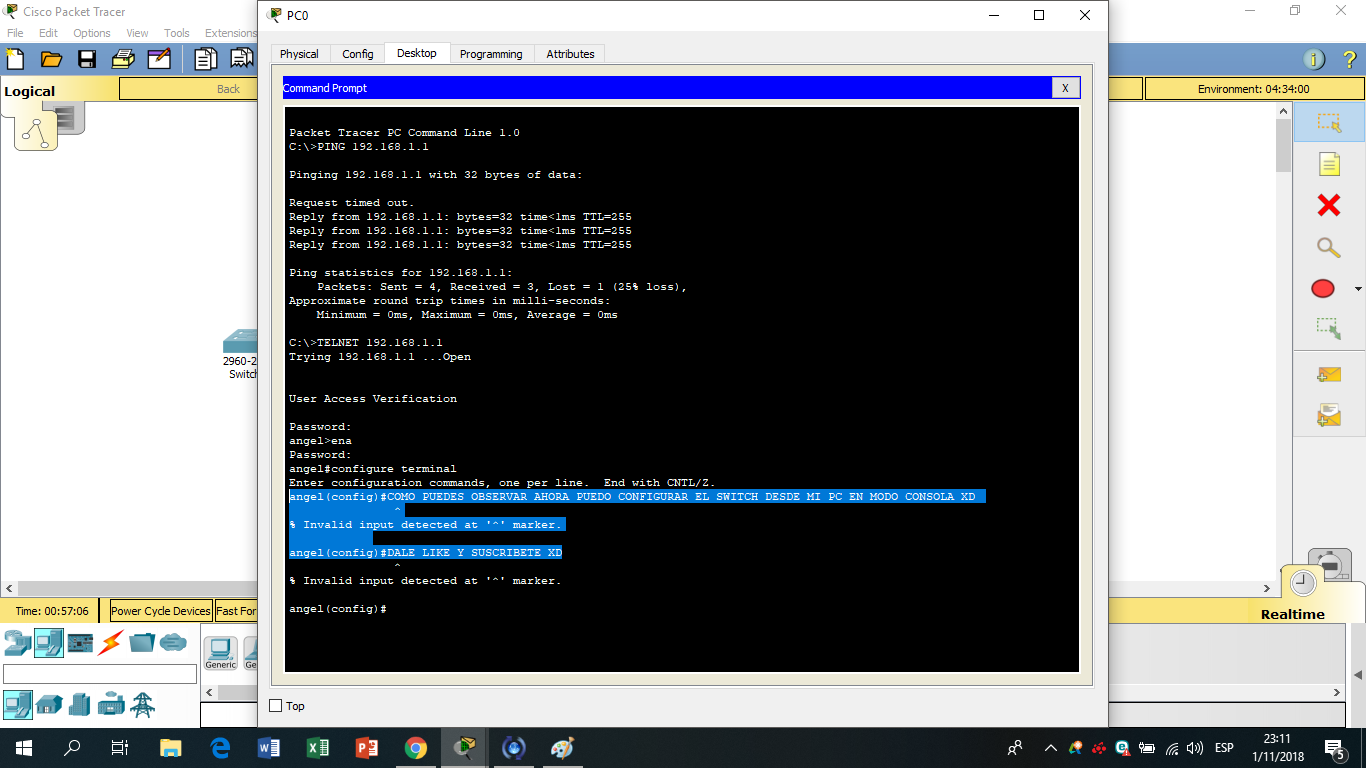 Cisco Packet Tracer
File Edit Options View Tools Extensions
PC0
Physical Config Desktop Programming Attributes
Logical
Back
Environment: 04:34:00
Command Prompt
X
Packet Tracer PC Command Line 1.0
C:\>PING 192.168.1.1
Pinging 192.168.1.1 with 32 bytes of data:
Request timed out.
Reply from 192.168.1.1: bytes=32 time<1ms TTL=255
Reply from 192.168.1.1: bytes=32 time<1ms TTL=255
Reply from 192.168.1.1: bytes=32 time<1ms TTL=255
Ping statistics for 192.168.1.1:
Packets: Sent = 4, Received = 3, Lost = 1 (25% loss),
Approximate round trip times in milli-seconds:
Minimum = 0ms, Maximum = 0ms, Average = 0ms
C:\>TELNET 192.168.1.1
Trying 192.168.1.1 ...Open
User Access Verification
Password:
angel>ena
Password:
angel#configure terminal
Enter configuration commands, one per line.  End with CNTL/Z.
angel(config)#COMO PUEDES OBSERVAR AHORA PUEDO CONFIGURAR EL SWITCH DESDE MI PC EN MODO CONSOLA XD
^
% Invalid input detected at '^' marker.
angel(config)#DALE LIKE Y SUSCRIBETE XD
^
% Invalid input detected at '^' marker.
angel(config)#
2960-2
Switc
Time: 00:57:06
Power Cycle Devices
Fast For
Realtime
Generic
Ge
Top
ESP
23:11
1/11/2018
5